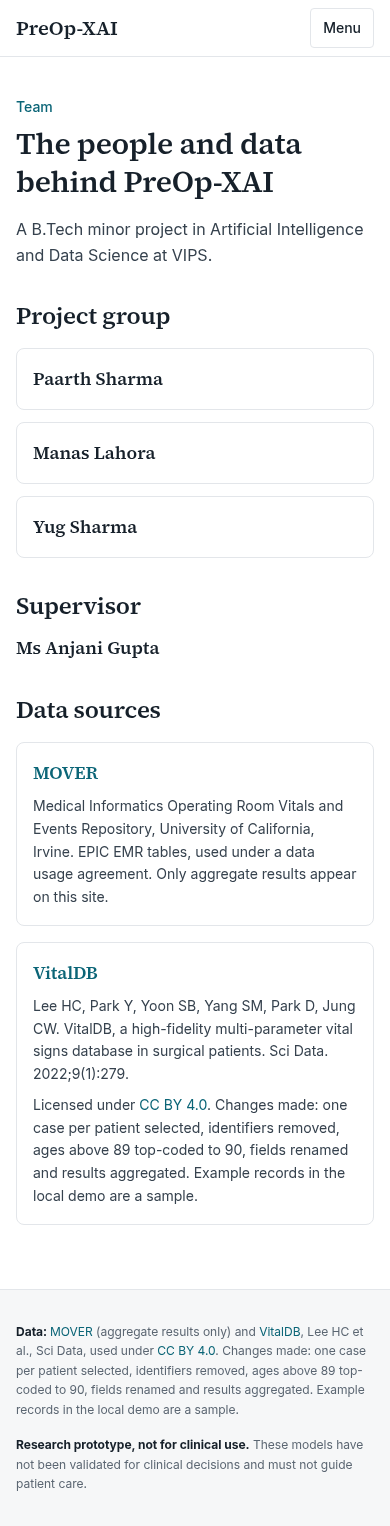 PreOp-XAI
Menu
Team
The people and data
behind PreOp-XAI
A B.Tech minor project in Artificial Intelligence
and Data Science at VIPS.
Project group
Paarth Sharma
Manas Lahora
Yug Sharma
Supervisor
Ms Anjani Gupta
Data sources
MOVER
Medical Informatics Operating Room Vitals and
Events Repository, University of California,
Irvine. EPIC EMR tables, used under a data
usage agreement. Only aggregate results appear
on this site.
VitalDB
Lee HC, Park Y, Yoon SB, Yang SM, Park D, Jung
CW. VitalDB, a high-fidelity multi-parameter vital
signs database in surgical patients. Sci Data.
2022;9(1):279.
Licensed under CC BY 4.0. Changes made: one
case per patient selected, identifiers removed,
ages above 89 top-coded to 90, fields renamed
and results aggregated. Example records in the
local demo are a sample.
Data: MOVER (aggregate results only) and VitalDB, Lee HC et
al., Sci Data, used under CC BY 4.0. Changes made: one case
per patient selected, identifiers removed, ages above 89 top-
coded to 90, fields renamed and results aggregated. Example
records in the local demo are a sample.
Research prototype, not for clinical use. These models have
not been validated for clinical decisions and must not guide
patient care.